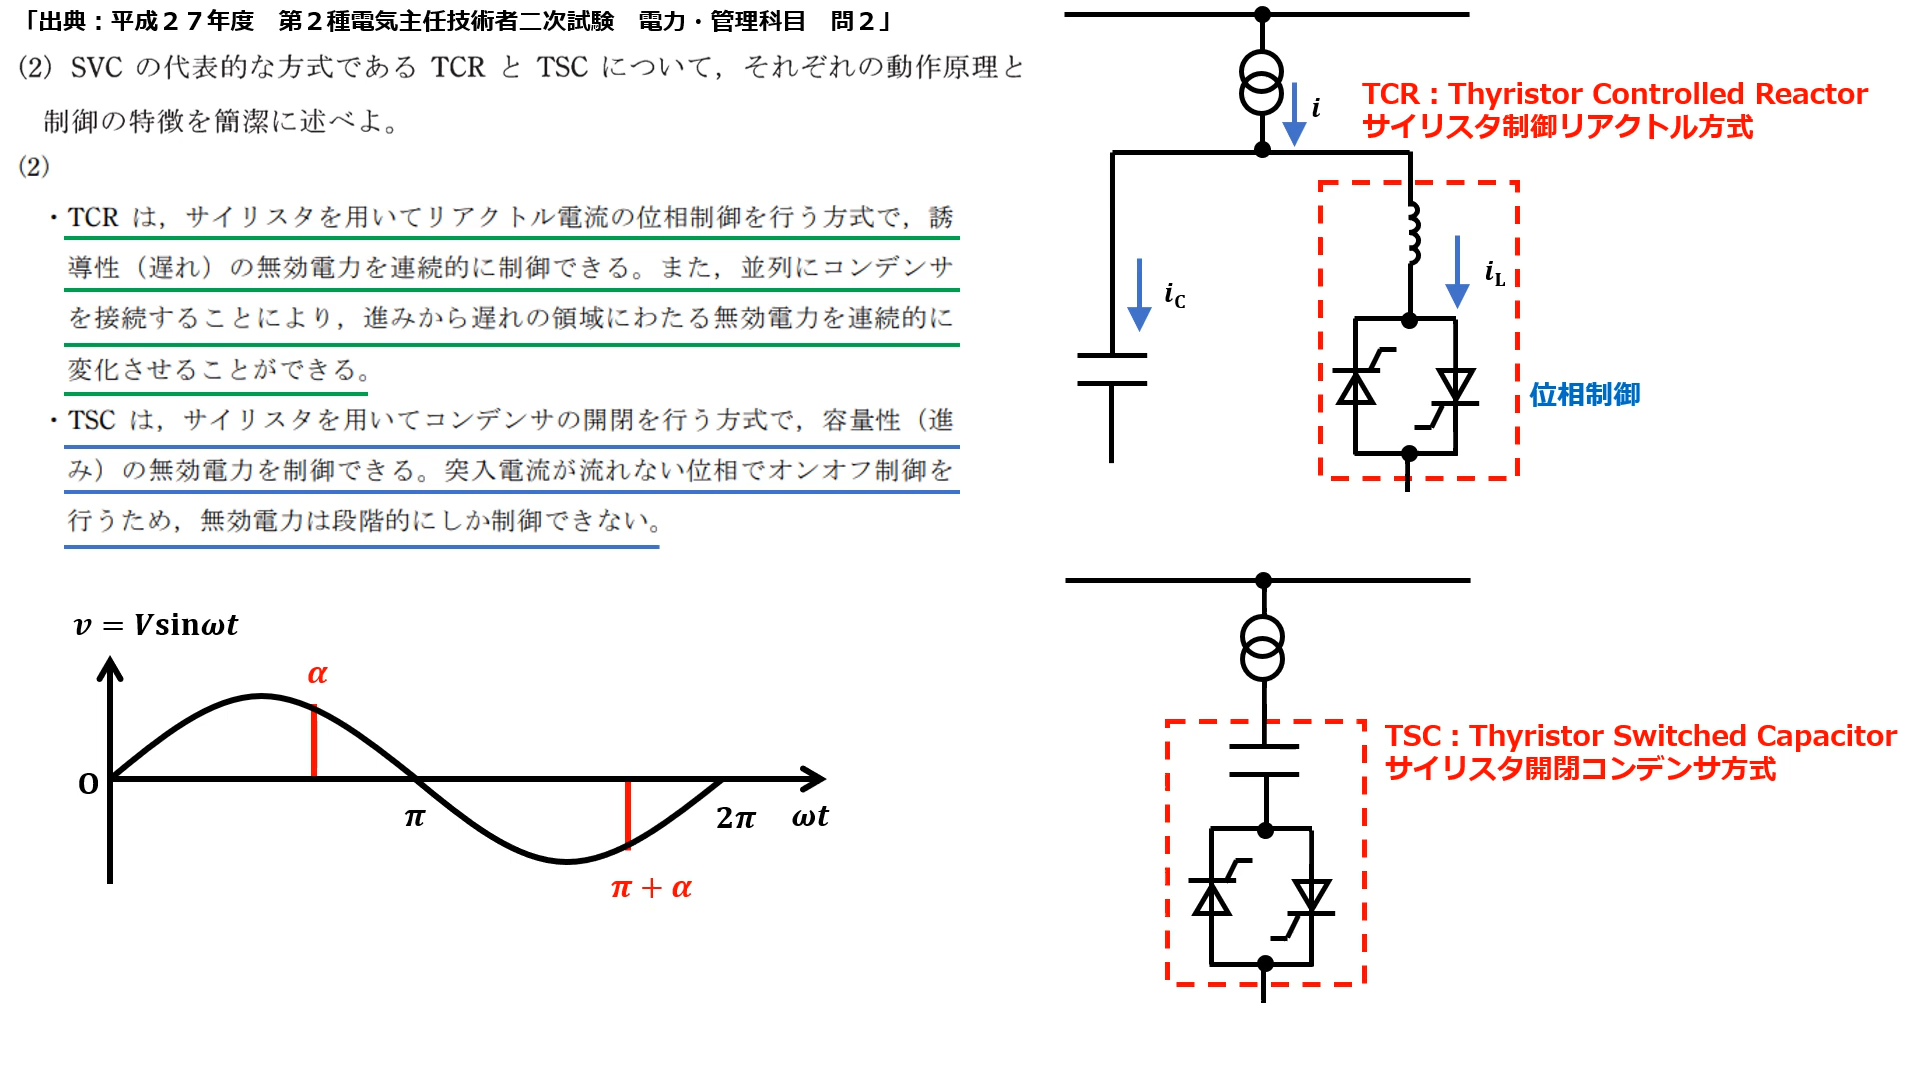 「出典：平成２７年度　第２種電気主任技術者二次試験　電力・管理科目　問２」
(2) SVC の代表的な方式である TCR と TSC について，それぞれの動作原理と
制御の特徴を簡潔に述べよ。
(2)
・TCR は，サイリスタを用いてリアクトル電流の位相制御を行う方式で，誘
導性（遅れ）の無効電力を連続的に制御できる。また，並列にコンデンサ
を接続することにより，進みから遅れの領域にわたる無効電力を連続的に
変化させることができる。
・TSC は，サイリスタを用いてコンデンサの開閉を行う方式で，容量性（進
み）の無効電力を制御できる。突入電流が流れない位相でオンオフ制御を
行うため，無効電力は段階的にしか制御できない。
v = Vsinωt
α
O
π
2π
ωt
π + α
i
TCR：Thyristor Controlled Reactor
サイリスタ制御リアクトル方式
iC
iL
位相制御
TSC：Thyristor Switched Capacitor
サイリスタ開閉コンデンサ方式